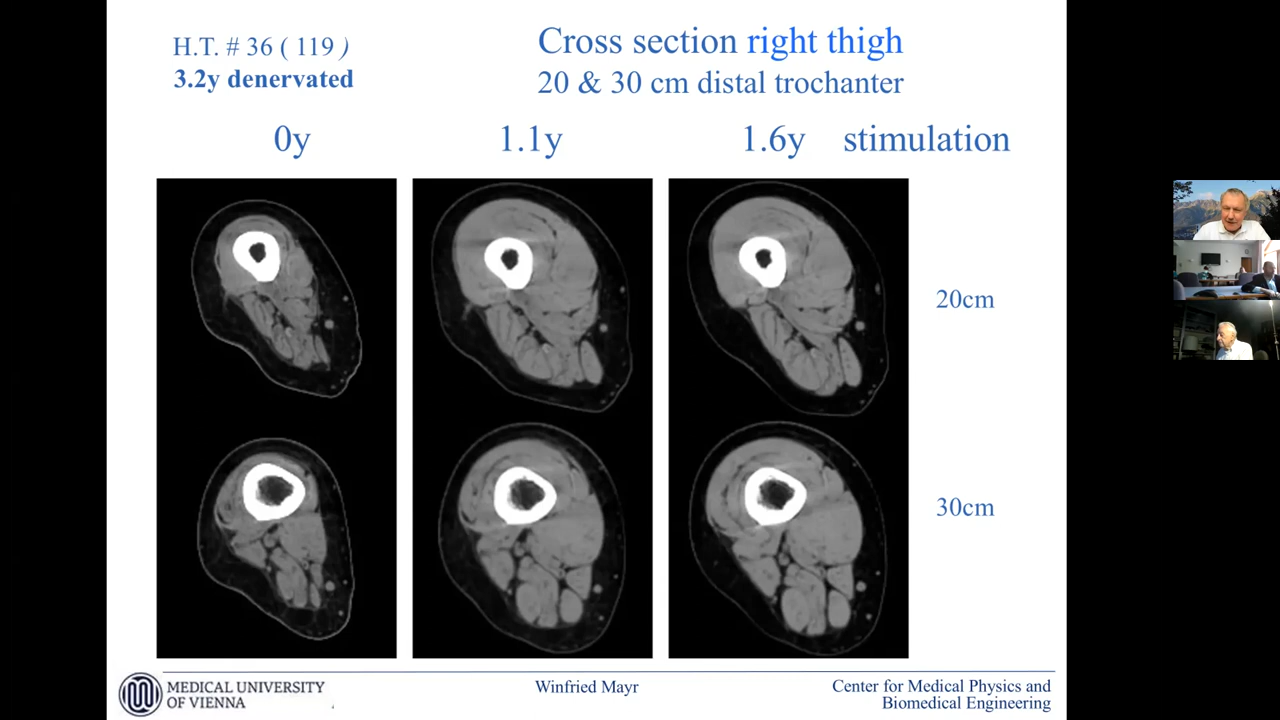 H.T. # 36 ( 119 )
3.2y denervated
Cross section right thigh
20 & 30 cm distal trochanter
0y 1.1y 1.6y stimulation
20cm
30cm
MEDICAL UNIVERSITY
OF VIENNA
Winfried Mayr
Center for Medical Physics and
Biomedical Engineering